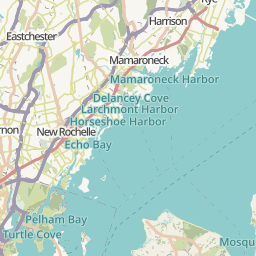 Rye
Harrison
Eastchester
Mamaroneck
Mamaroneck Harbor
Delancey Cove
Larchmont Harbor
Horseshoe Harbor
New Rochelle
Echo Bay
Pelham Bay
Turtle Cove